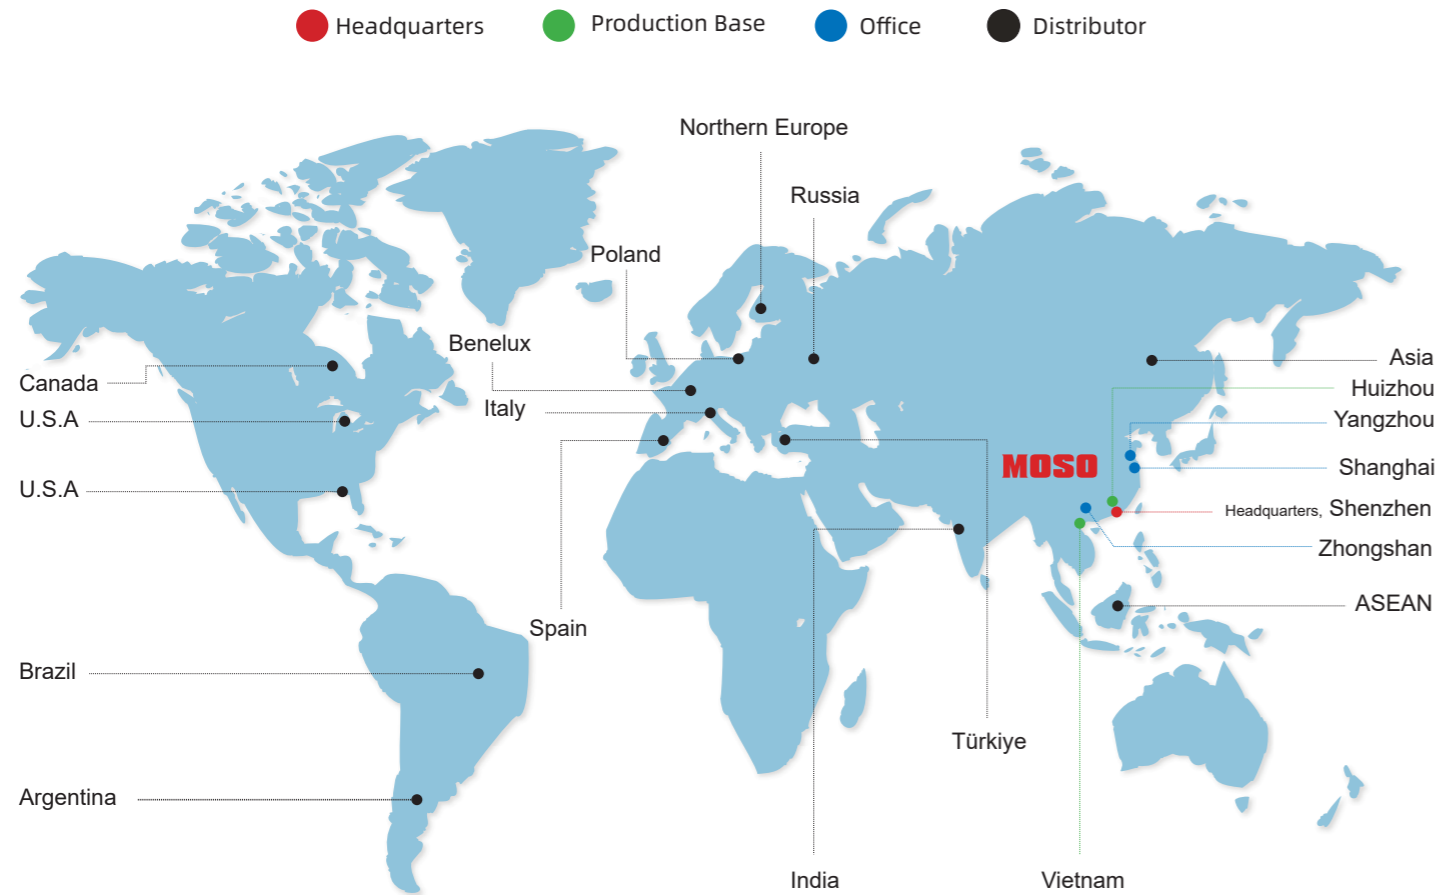 Headquarters
Production Base
Office
Distributor
Northern Europe
Russia
Poland
Benelux
Asia
Canada
Huizhou
Italy
U.S.A
Yangzhou
MOSO
Shanghai
U.S.A
Headquarters, Shenzhen
Zhongshan
ASEAN
Spain
Brazil
Türkiye
Argentina
India
Vietnam